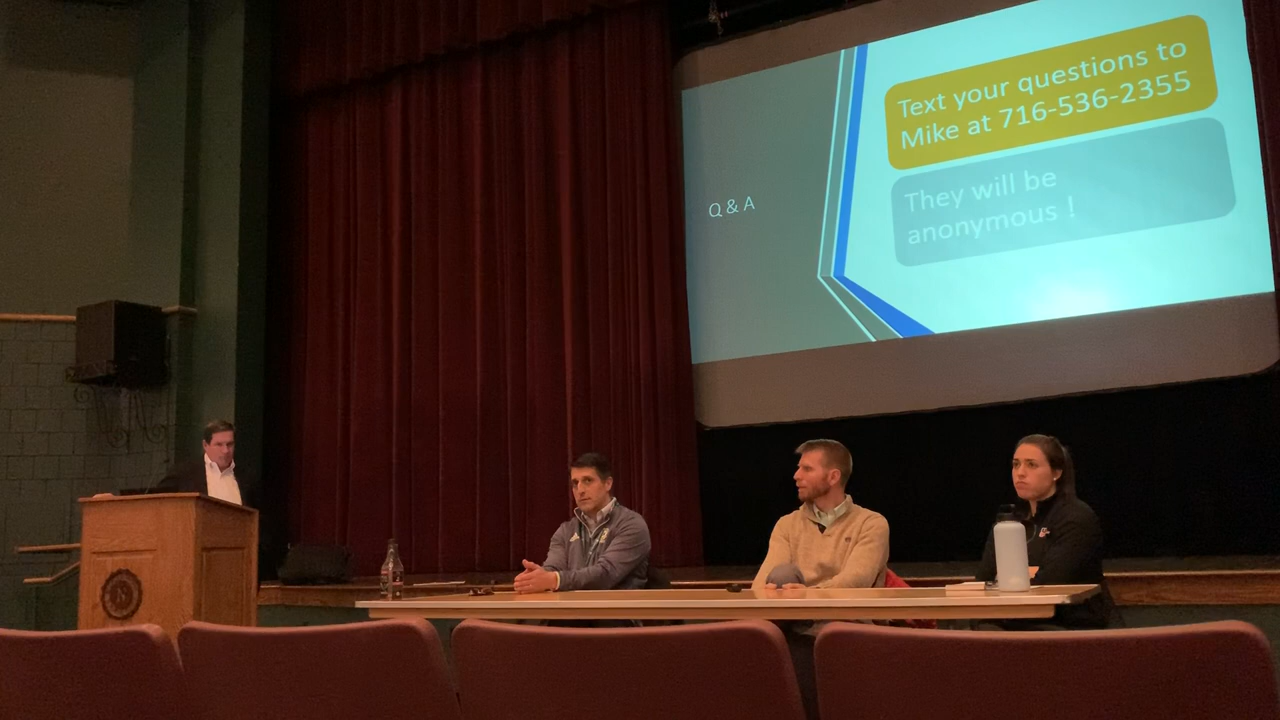 Q & A
Text your questions to
Mike at 716-536-2355
They will be
anonymous !
N